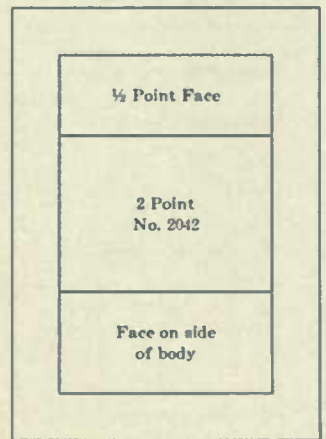 ½ Point Face
2 Point
No. 2042
Face on side
of body